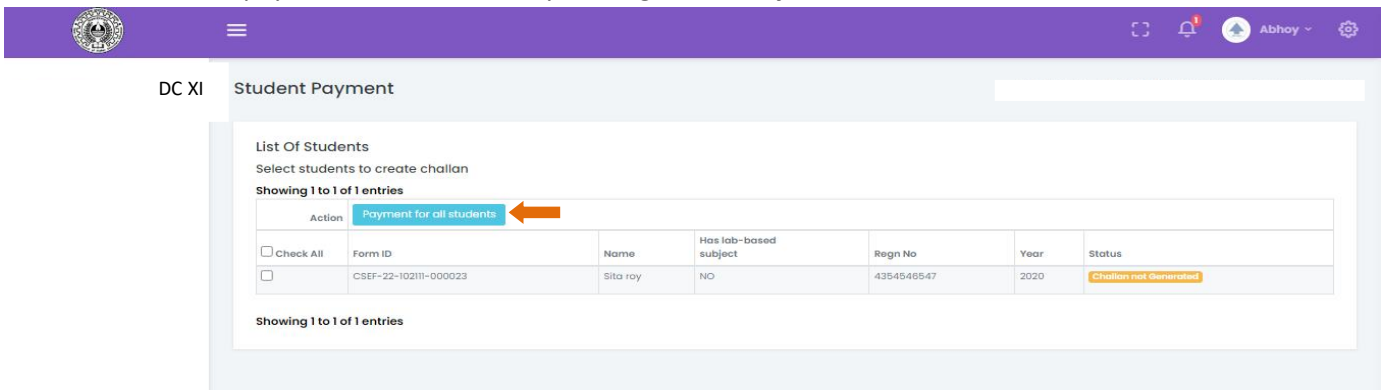 Abhoy
DC XI
Student Payment
List Of Students
Select students to create challan
Showing 1 to 1 of 1 entries
Action Payment for all students
Check All Form ID Name Has lab-based subject Regn No Year Status
CSEF-22-102111-000023 Sita roy NO 4354546547 2020 Challan not Generated
Showing 1 to 1 of 1 entries